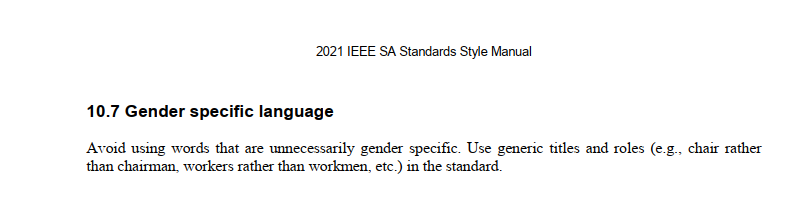 2021 IEEE SA Standards Style Manual
10.7 Gender specific language
Avoid using words that are unnecessarily gender specific. Use generic titles and roles (e.g., chair rather
than chairman, workers rather than workmen, etc.) in the standard.